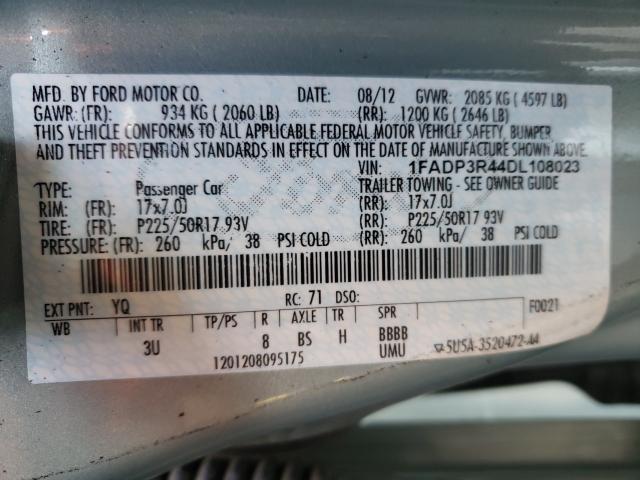 MFD. BY FORD MOTOR CO. DATE: 08/12 GVWR: 2085 KG ( 4597 LB)
GAWR: (FR): 934 KG ( 2060 LB) (RR): 1200 KG ( 2646 LB)
THIS VEHICLE CONFORMS TO ALL APPLICABLE FEDERAL MOTOR VEHICLE SAFETY, BUMPER,
AND THEFT PREVENTION STANDARDS IN EFFECT ON THE DATE OF MANUFACTURE SHOWN ABOVE.
VIN: 1FADP3R44DL108023
TYPE: Passenger Car TRAILER TOWING - SEE OWNER GUIDE
RIM: (FR): 17x7.0J (RR): 17x7.0J
TIRE: (FR): P225/50R17 93V (RR): P225/50R17 93V
PRESSURE: (FR): 260 kPa/ 38 PSI COLD (RR): 260 kPa/ 38 PSI COLD
EXT PNT: YQ RC: 71 DSO: F0021
WB INT TR TP/PS R AXLE TR SPR
3U 8 BS H BBBB
1201208095175 UMU 5U5A-3520472-AA